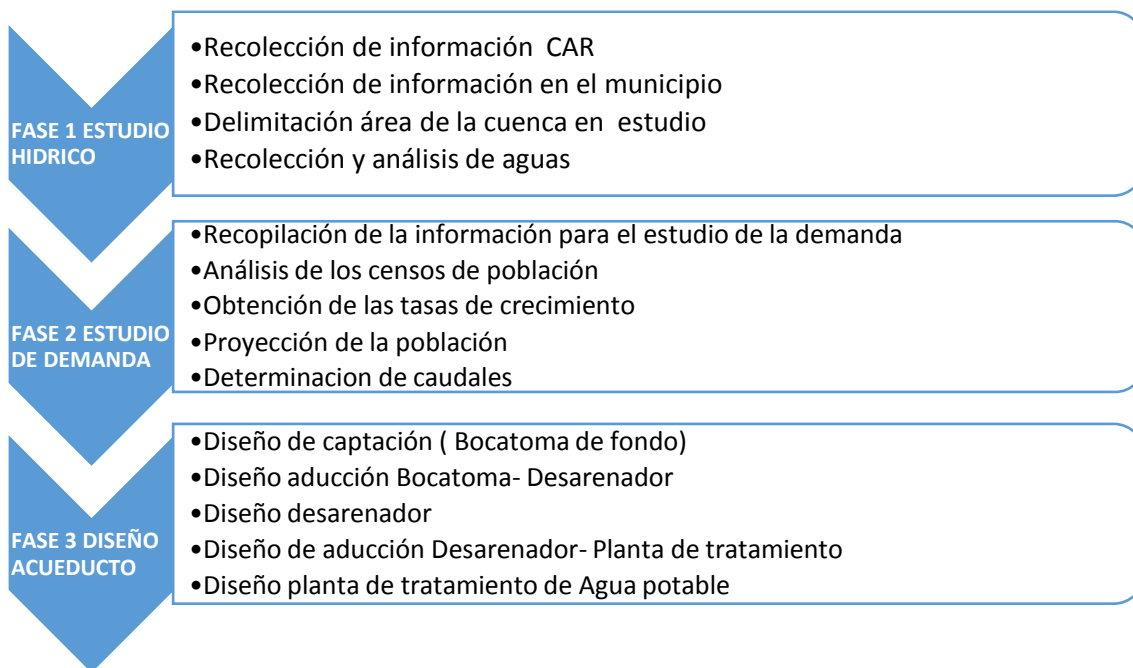 FASE 1 ESTUDIO
HIDRICO
•Recolección de información  CAR
•Recolección de información en el municipio
•Delimitación área de la cuenca en  estudio
•Recolección y análisis de aguas
FASE 2 ESTUDIO
DE DEMANDA
•Recopilación de la información para el estudio de la demanda
•Análisis de los censos de población
•Obtención de las tasas de crecimiento
•Proyección de la población
•Determinacion de caudales
FASE 3 DISEÑO
ACUEDUCTO
•Diseño de captación ( Bocatoma de fondo)
•Diseño aducción Bocatoma- Desarenador
•Diseño desarenador
•Diseño de aducción Desarenador- Planta de tratamiento
•Diseño planta de tratamiento de Agua potable